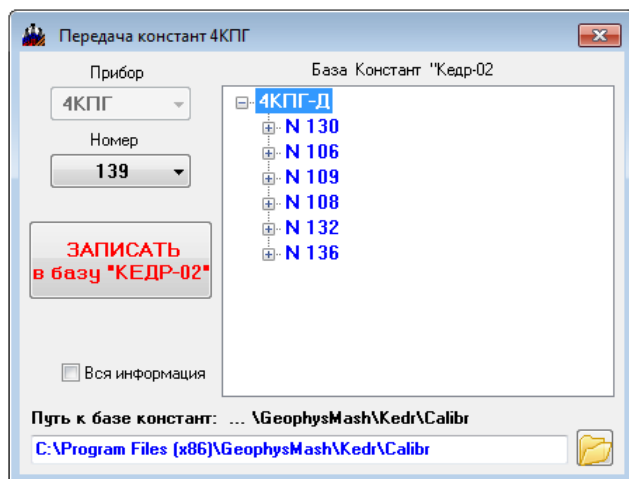 Передача констант 4КПГ
Прибор
4КПГ
Номер
139
ЗАПИСАТЬ
в базу "КЕДР-02"
Вся информация
База Констант "Кедр-02
4КПГ-Д
N 130
N 106
N 109
N 108
N 132
N 136
Путь к базе констант: ... \GeophysMash\Kedr\Calibr
C:\Program Files (x86)\GeophysMash\Kedr\Calibr